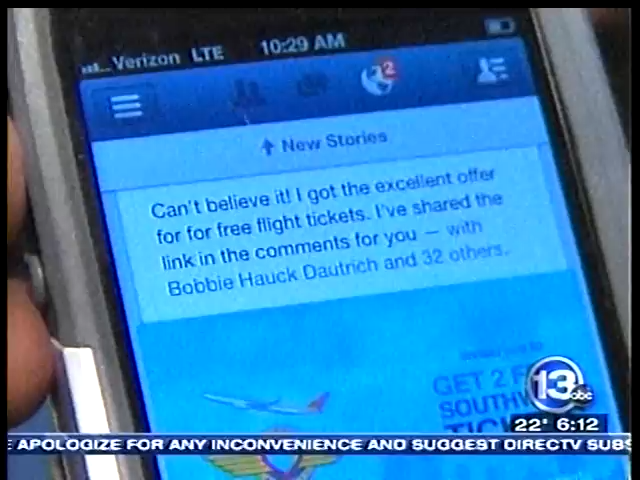 Verizon LTE 10:29 AM
2
New Stories
Can't believe it! I got the excellent offer
for for free flight tickets. I've shared the
link in the comments for you — with
Bobbie Hauck Dautrich and 32 others.
GET 2 F
SOUTHW
TIC
13 abc
22° 6:12
E APOLOGIZE FOR ANY INCONVENIENCE AND SUGGEST DIRECTV SUBS